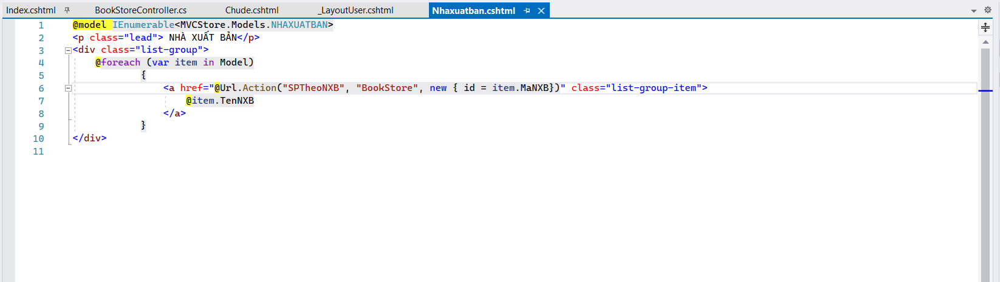 Index.cshtml BookStoreController.cs Chude.cshtml _LayoutUser.cshtml Nhaxuatban.cshtml
1 @model IEnumerable<MVCStore.Models.NHAXUATBAN>
2 <p class="lead"> NHÀ XUẤT BẢN</p>
3 <div class="list-group">
4 @foreach (var item in Model)
5 {
6 <a href="@Url.Action("SPTheoNXB", "BookStore", new { id = item.MaNXB})" class="list-group-item">
7 @item.TenNXB
8 </a>
9 }
10 </div>
11